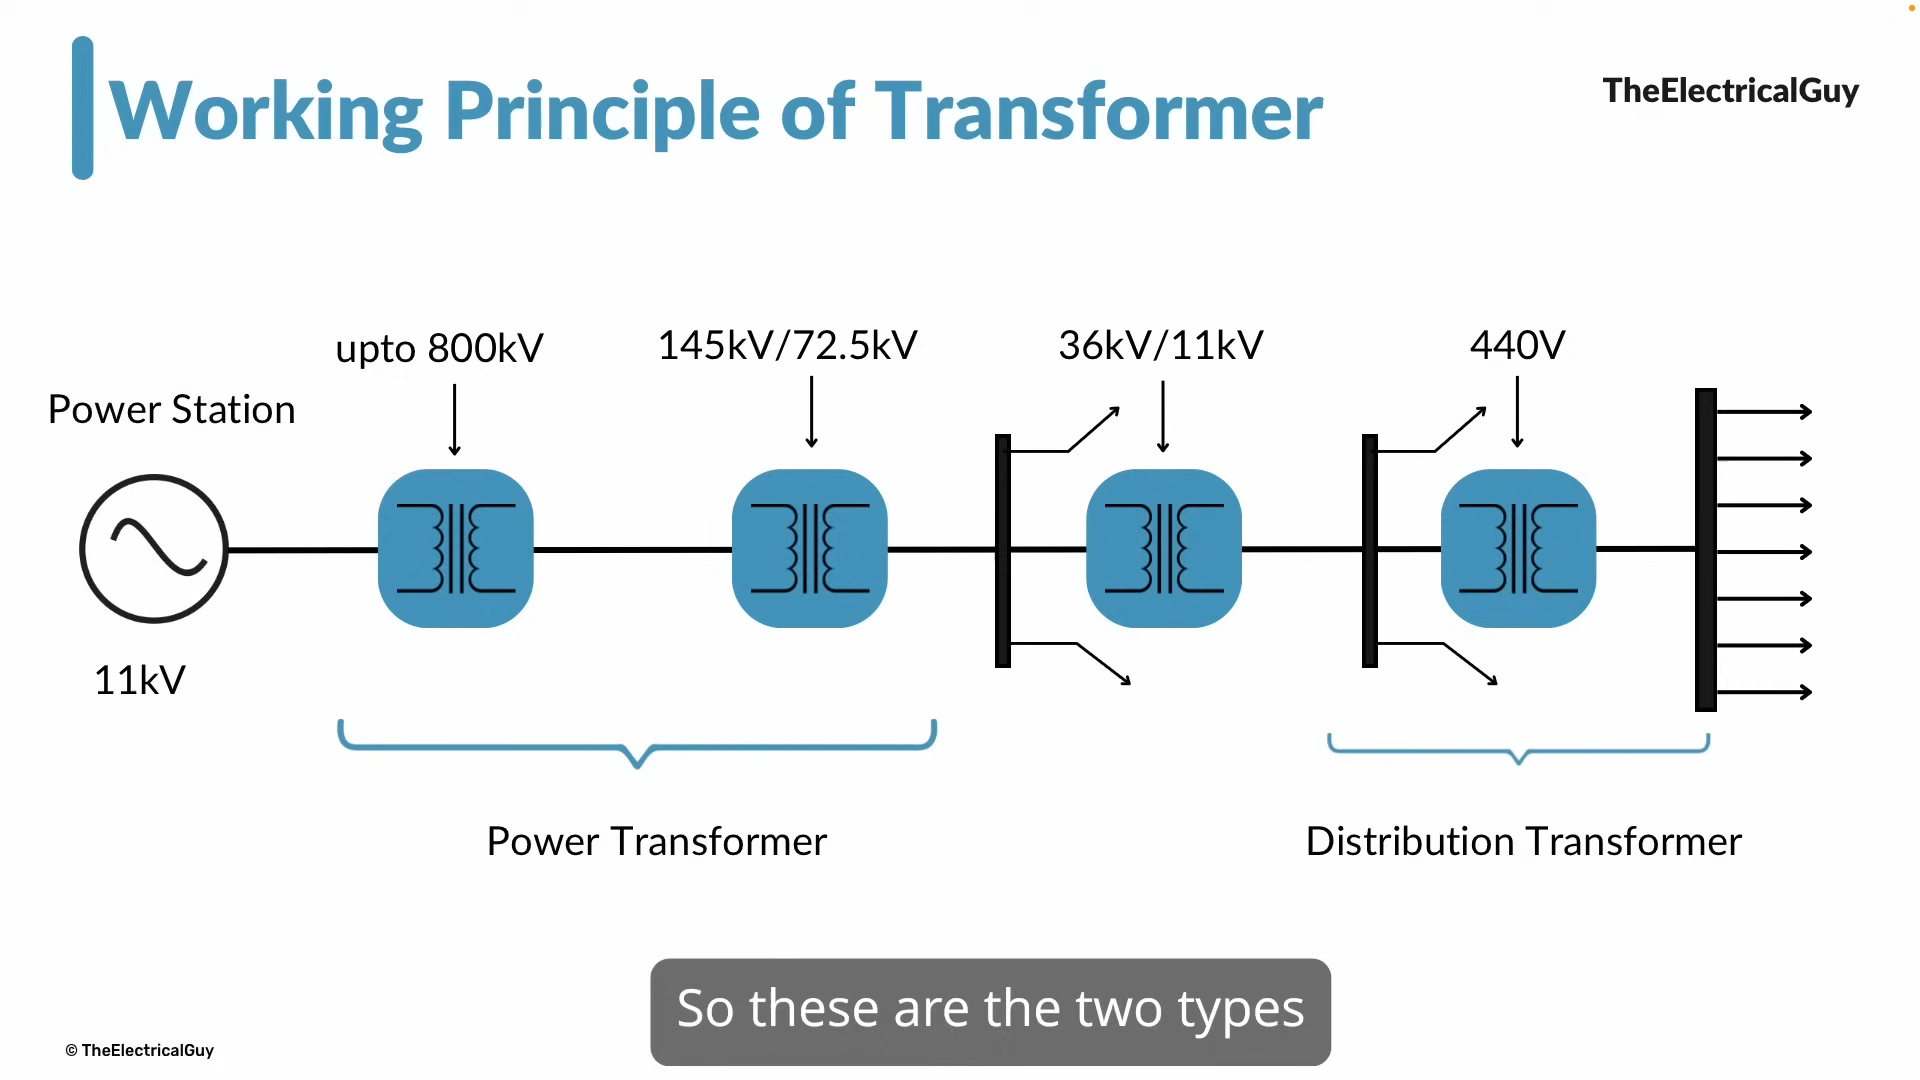 Working Principle of Transformer
TheElectricalGuy
upto 800kV
145kV/72.5kV
36kV/11kV
440V
Power Station
11kV
Power Transformer
Distribution Transformer
So these are the two types
© TheElectricalGuy